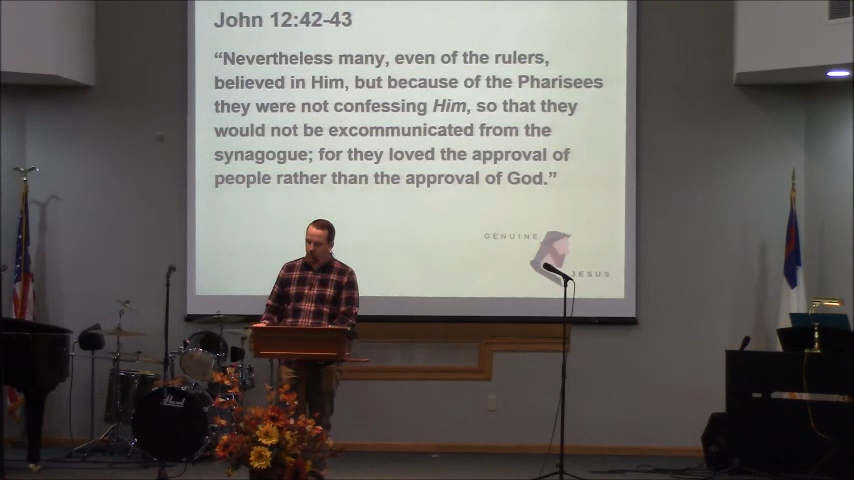 John 12:42-43
“Nevertheless many, even of the rulers,
believed in Him, but because of the Pharisees
they were not confessing Him, so that they
would not be excommunicated from the
synagogue; for they loved the approval of
people rather than the approval of God.”
GENUINE
JESUS
Pearl